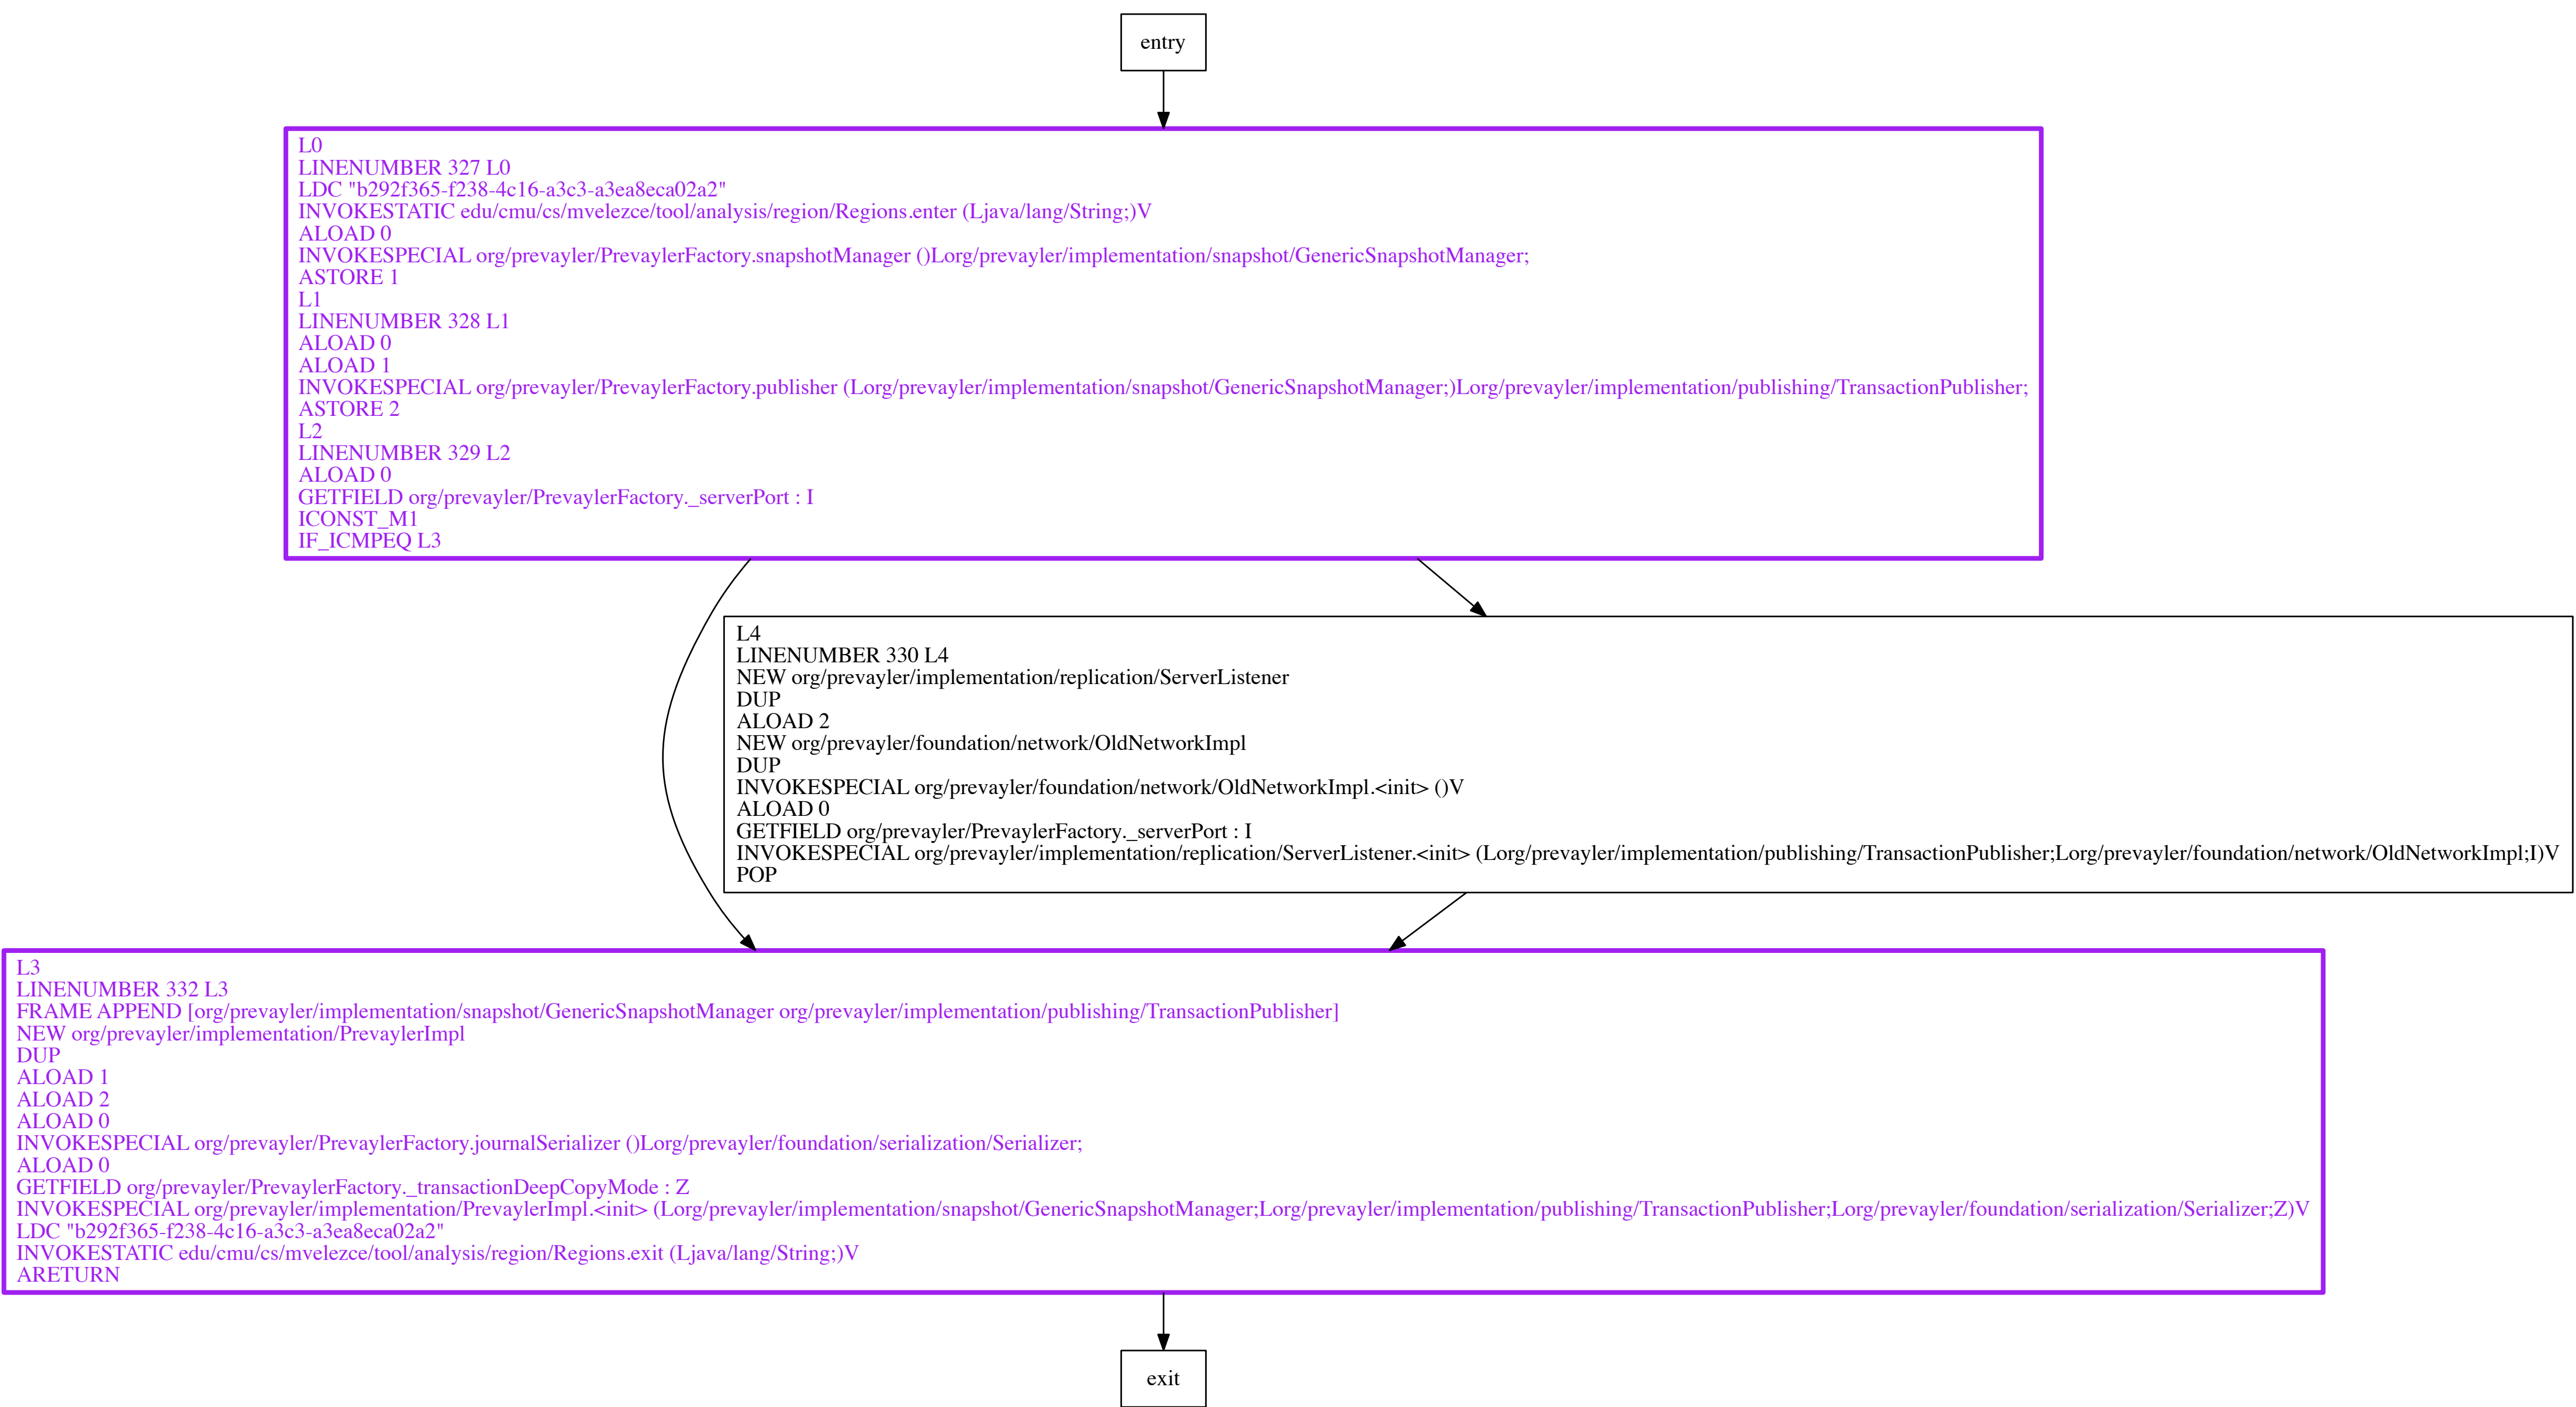 entry
L0
LINENUMBER 327 L0
LDC "b292f365-f238-4c16-a3c3-a3ea8eca02a2"
INVOKESTATIC edu/cmu/cs/mvelezce/tool/analysis/region/Regions.enter (Ljava/lang/String;)V
ALOAD 0
INVOKESPECIAL org/prevayler/PrevaylerFactory.snapshotManager ()Lorg/prevayler/implementation/snapshot/GenericSnapshotManager;
ASTORE 1
L1
LINENUMBER 328 L1
ALOAD 0
ALOAD 1
INVOKESPECIAL org/prevayler/PrevaylerFactory.publisher (Lorg/prevayler/implementation/snapshot/GenericSnapshotManager;)Lorg/prevayler/implementation/publishing/TransactionPublisher;
ASTORE 2
L2
LINENUMBER 329 L2
ALOAD 0
GETFIELD org/prevayler/PrevaylerFactory._serverPort : I
ICONST_M1
IF_ICMPEQ L3
L4
LINENUMBER 330 L4
NEW org/prevayler/implementation/replication/ServerListener
DUP
ALOAD 2
NEW org/prevayler/foundation/network/OldNetworkImpl
DUP
INVOKESPECIAL org/prevayler/foundation/network/OldNetworkImpl.<init> ()V
ALOAD 0
GETFIELD org/prevayler/PrevaylerFactory._serverPort : I
INVOKESPECIAL org/prevayler/implementation/replication/ServerListener.<init> (Lorg/prevayler/implementation/publishing/TransactionPublisher;Lorg/prevayler/foundation/network/OldNetworkImpl;I)V
POP
L3
LINENUMBER 332 L3
FRAME APPEND [org/prevayler/implementation/snapshot/GenericSnapshotManager org/prevayler/implementation/publishing/TransactionPublisher]
NEW org/prevayler/implementation/PrevaylerImpl
DUP
ALOAD 1
ALOAD 2
ALOAD 0
INVOKESPECIAL org/prevayler/PrevaylerFactory.journalSerializer ()Lorg/prevayler/foundation/serialization/Serializer;
ALOAD 0
GETFIELD org/prevayler/PrevaylerFactory._transactionDeepCopyMode : Z
INVOKESPECIAL org/prevayler/implementation/PrevaylerImpl.<init> (Lorg/prevayler/implementation/snapshot/GenericSnapshotManager;Lorg/prevayler/implementation/publishing/TransactionPublisher;Lorg/prevayler/foundation/serialization/Serializer;Z)V
LDC "b292f365-f238-4c16-a3c3-a3ea8eca02a2"
INVOKESTATIC edu/cmu/cs/mvelezce/tool/analysis/region/Regions.exit (Ljava/lang/String;)V
ARETURN
exit